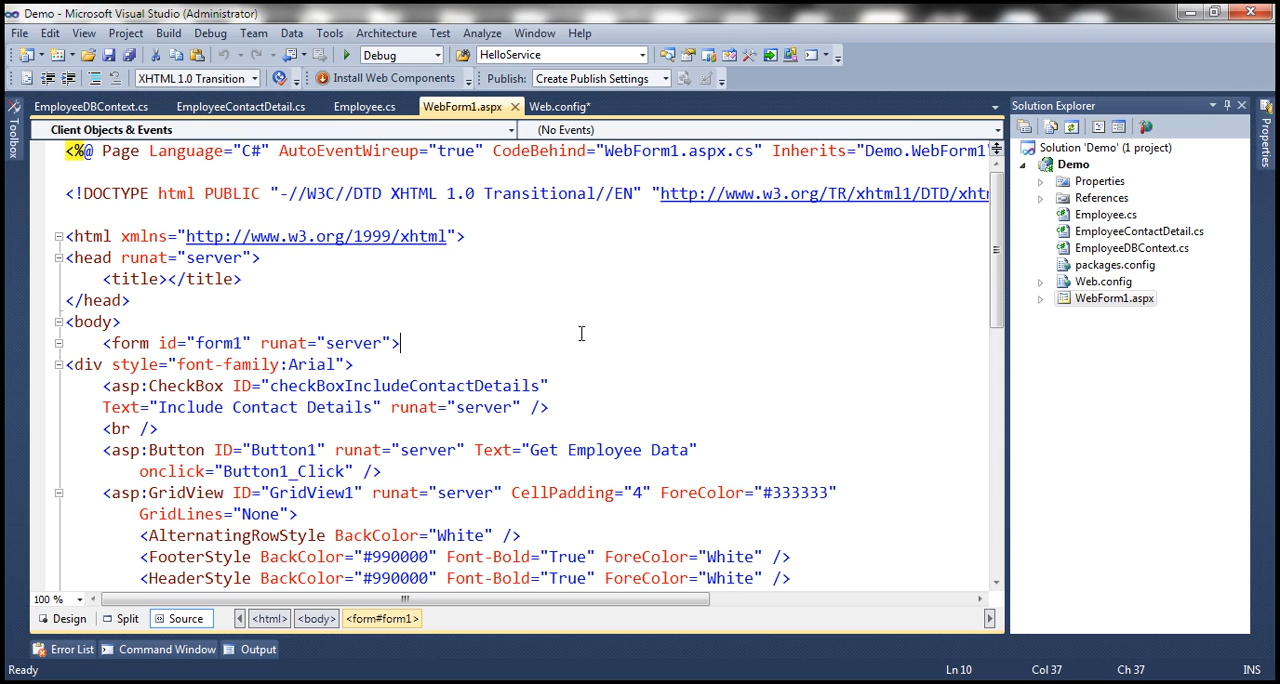 Demo - Microsoft Visual Studio (Administrator)
File Edit View Project Build Debug Team Data Tools Architecture Test Analyze Window Help
Debug HelloService
XHTML 1.0 Transition Install Web Components Publish: Create Publish Settings
EmployeeDBContext.cs EmployeeContactDetail.cs Employee.cs WebForm1.aspx Web.config*
Toolbox
Client Objects & Events (No Events)
<%@ Page Language="C#" AutoEventWireup="true" CodeBehind="WebForm1.aspx.cs" Inherits="Demo.WebForm1"
<!DOCTYPE html PUBLIC "-//W3C//DTD XHTML 1.0 Transitional//EN" "http://www.w3.org/TR/xhtml1/DTD/xhtm
<html xmlns="http://www.w3.org/1999/xhtml">
<head runat="server">
<title></title>
</head>
<body>
<form id="form1" runat="server">
<div style="font-family:Arial">
<asp:CheckBox ID="checkBoxIncludeContactDetails"
Text="Include Contact Details" runat="server" />
<br />
<asp:Button ID="Button1" runat="server" Text="Get Employee Data"
onclick="Button1_Click" />
<asp:GridView ID="GridView1" runat="server" CellPadding="4" ForeColor="#333333"
GridLines="None">
<AlternatingRowStyle BackColor="White" />
<FooterStyle BackColor="#990000" Font-Bold="True" ForeColor="White" />
<HeaderStyle BackColor="#990000" Font-Bold="True" ForeColor="White" />
100 %
Design Split Source <html> <body> <form#form1>
Solution Explorer
Solution 'Demo' (1 project)
Demo
Properties
References
Employee.cs
EmployeeContactDetail.cs
EmployeeDBContext.cs
packages.config
Web.config
WebForm1.aspx
Properties
Error List Command Window Output
Ready Ln 10 Col 37 Ch 37 INS